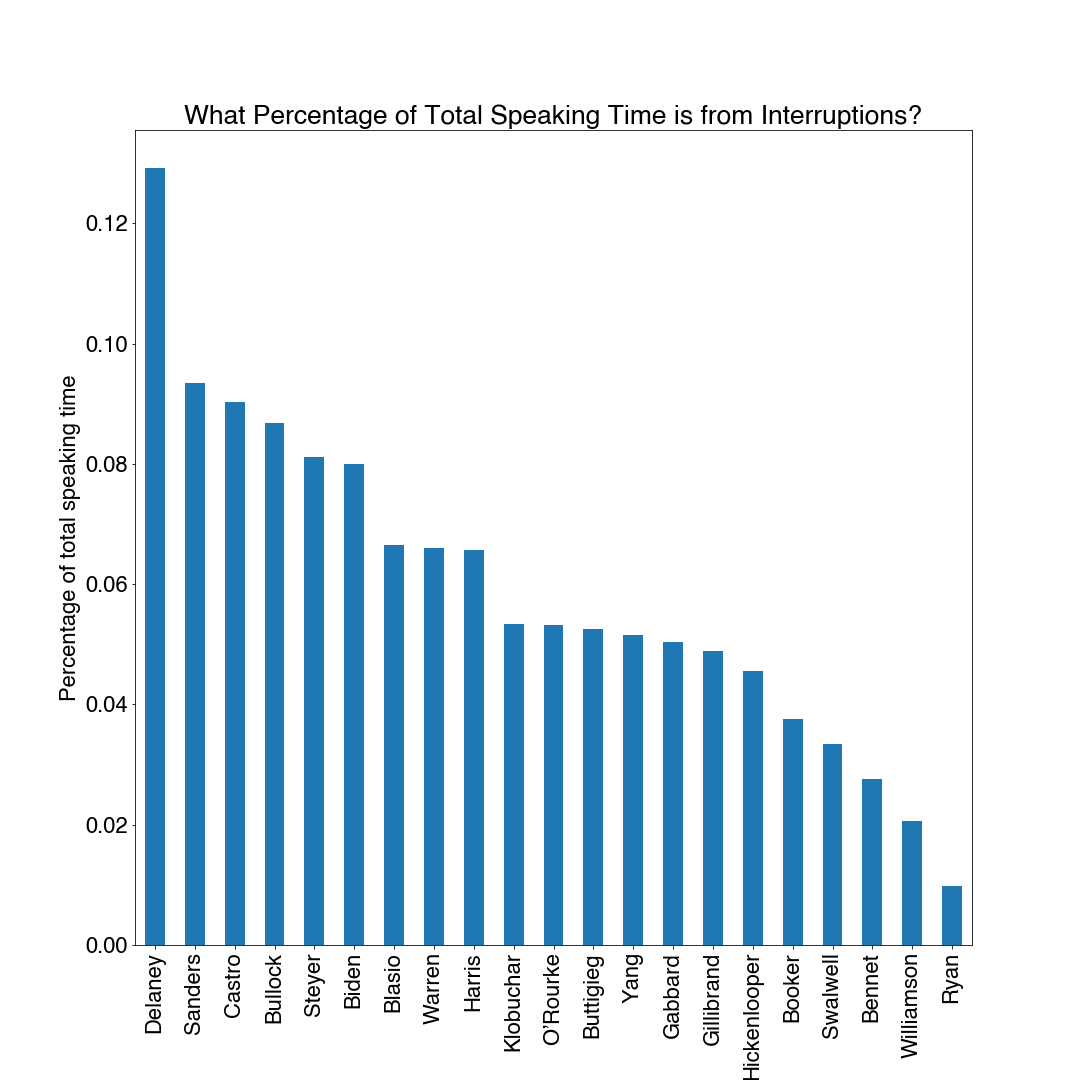 What Percentage of Total Speaking Time is from Interruptions?
Percentage of total speaking time
0.12
0.10
0.08
0.06
0.04
0.02
0.00
Delaney
Sanders
Castro
Bullock
Steyer
Biden
Blasio
Warren
Harris
Klobuchar
O'Rourke
Buttigieg
Yang
Gabbard
Gillibrand
Hickenlooper
Booker
Swalwell
Bennet
Williamson
Ryan